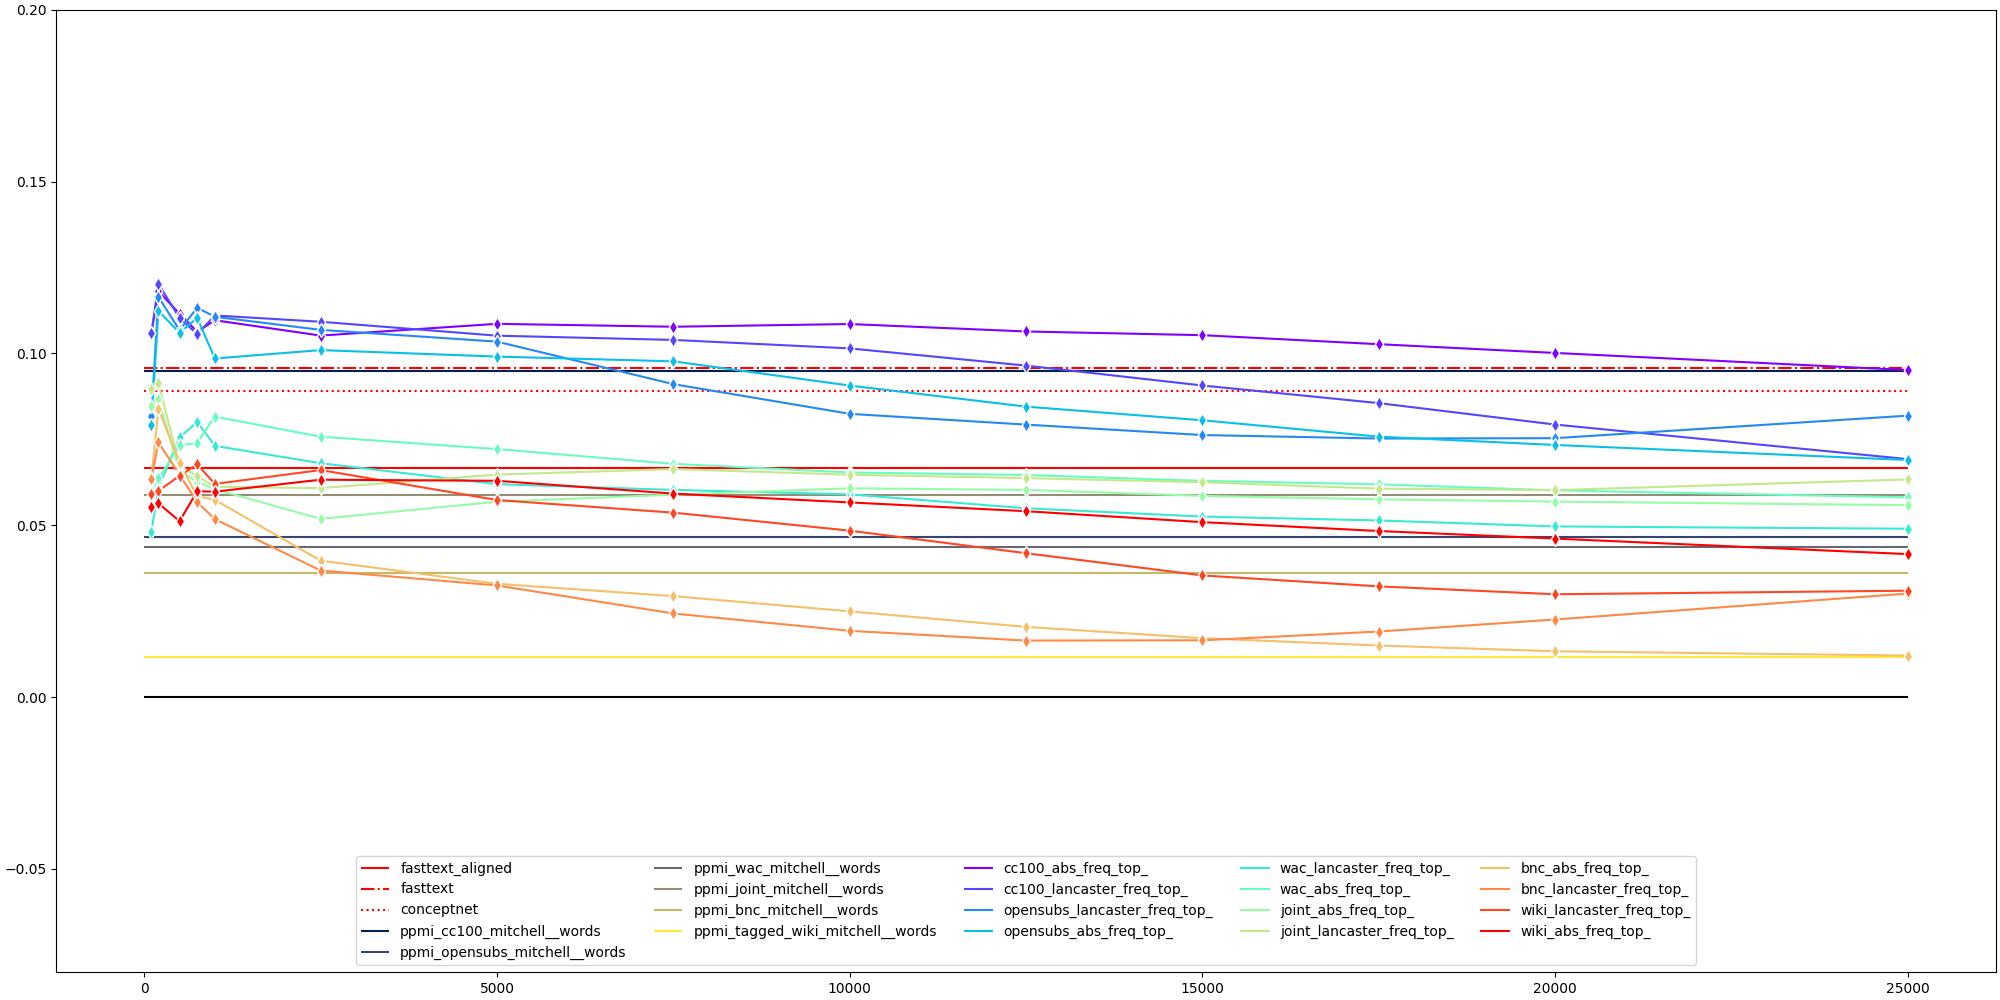 0.20
0.15
0.10
0.05
0.00
−0.05
fasttext_aligned
fasttext
conceptnet
ppmi_cc100_mitchell__words
ppmi_opensubs_mitchell__words
ppmi_wac_mitchell__words
ppmi_joint_mitchell__words
ppmi_bnc_mitchell__words
ppmi_tagged_wiki_mitchell__words
cc100_abs_freq_top_
cc100_lancaster_freq_top_
opensubs_lancaster_freq_top_
opensubs_abs_freq_top_
wac_lancaster_freq_top_
wac_abs_freq_top_
joint_abs_freq_top_
joint_lancaster_freq_top_
bnc_abs_freq_top_
bnc_lancaster_freq_top_
wiki_lancaster_freq_top_
wiki_abs_freq_top_
0 5000 10000 15000 20000 25000